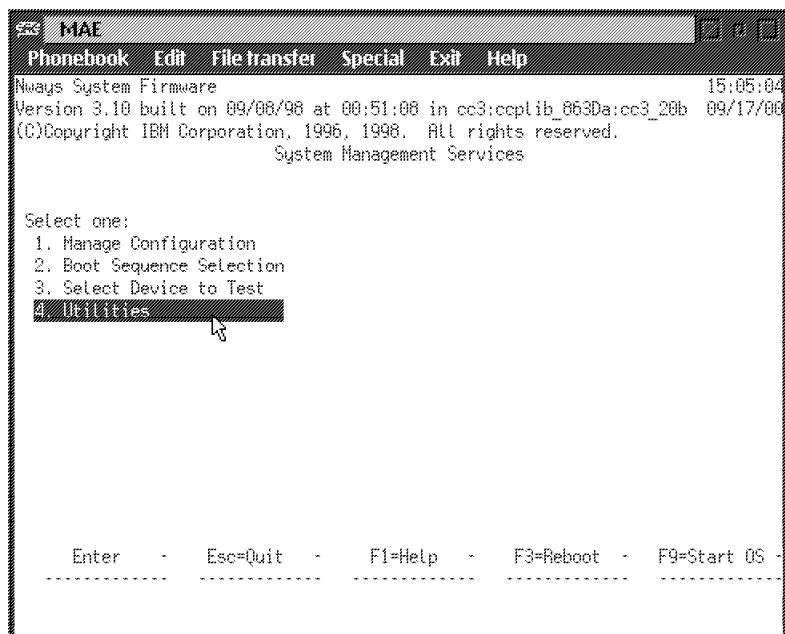 MAE
Phonebook Edit File transfer Special Exit Help
Nways System Firmware 15:05:04
Version 3.10 built on 09/08/98 at 00:51:08 in cc3:ccplib_863Da:cc3_20b 09/17/00
(C)Copyright IBM Corporation, 1996, 1998. All rights reserved.
System Management Services
Select one:
1. Manage Configuration
2. Boot Sequence Selection
3. Select Device to Test
4. Utilities
Enter - Esc=Quit - F1=Help - F3=Reboot - F9=Start OS -